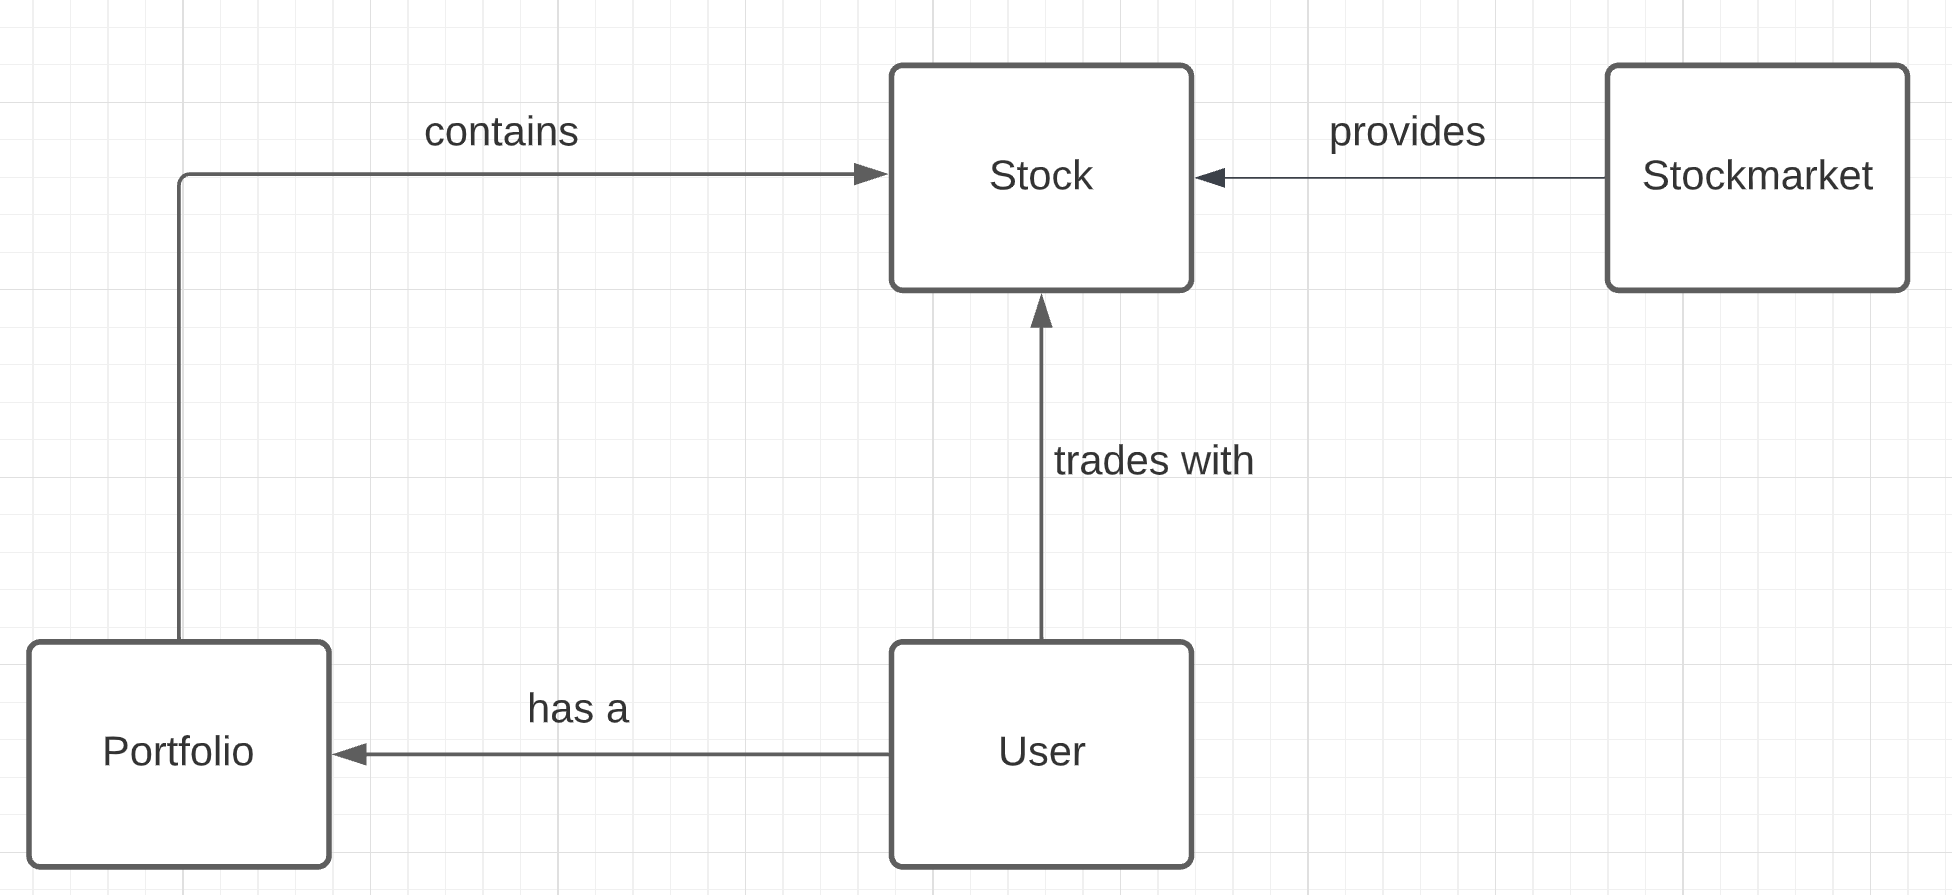 contains
provides
Stock
Stockmarket
trades with
has a
Portfolio
User